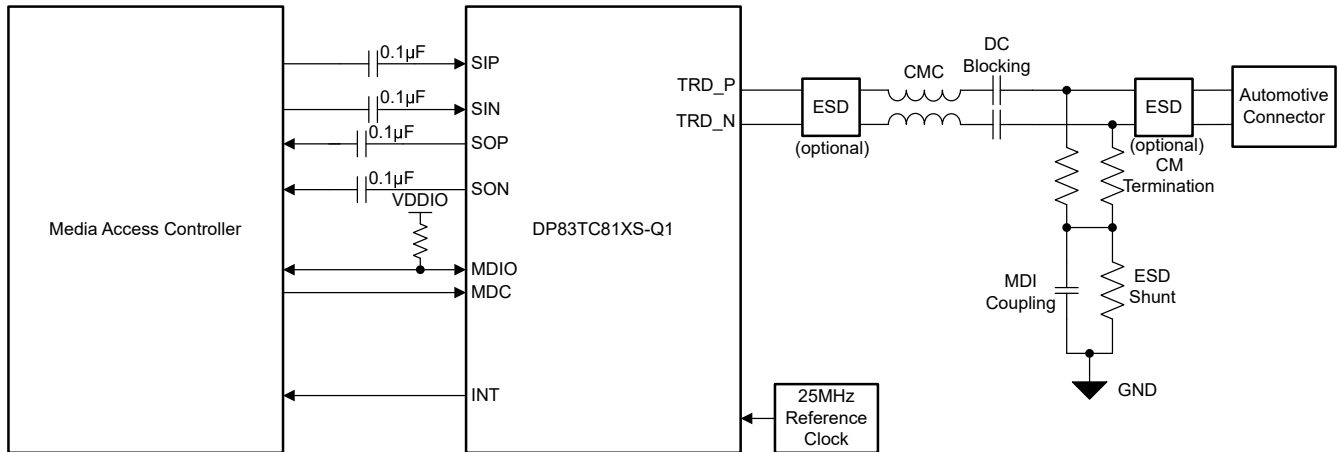 Media Access Controller
0.1µF
0.1µF
0.1µF
0.1µF
VDDIO
SIP
SIN
SOP
SON
MDIO
MDC
INT
DP83TC81XS-Q1
TRD_P
TRD_N
25MHz
Reference
Clock
ESD
(optional)
CMC
DC
Blocking
ESD
(optional)
CM
Termination
Automotive
Connector
MDI
Coupling
ESD
Shunt
GND